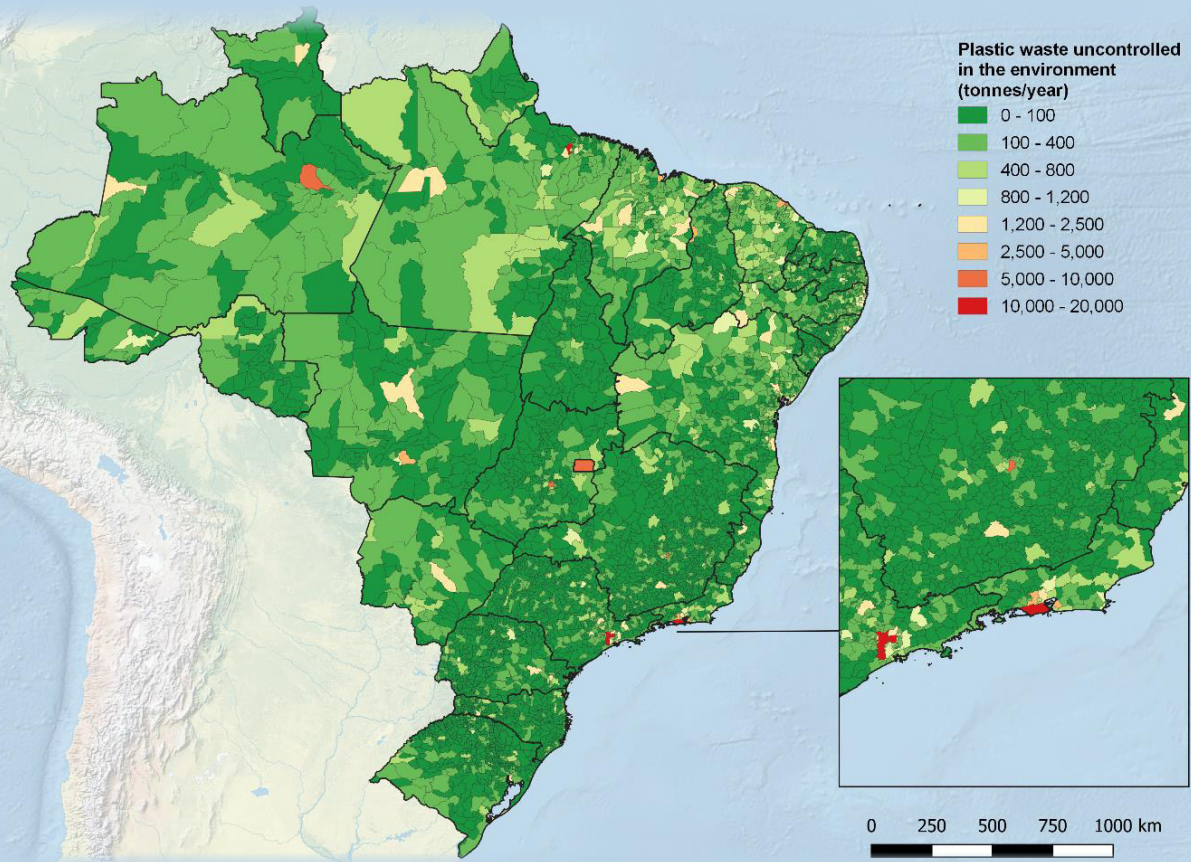 Plastic waste uncontrolled
in the environment
(tonnes/year)
0 - 100
100 - 400
400 - 800
800 - 1,200
1,200 - 2,500
2,500 - 5,000
5,000 - 10,000
10,000 - 20,000
0 250 500 750 1000 km